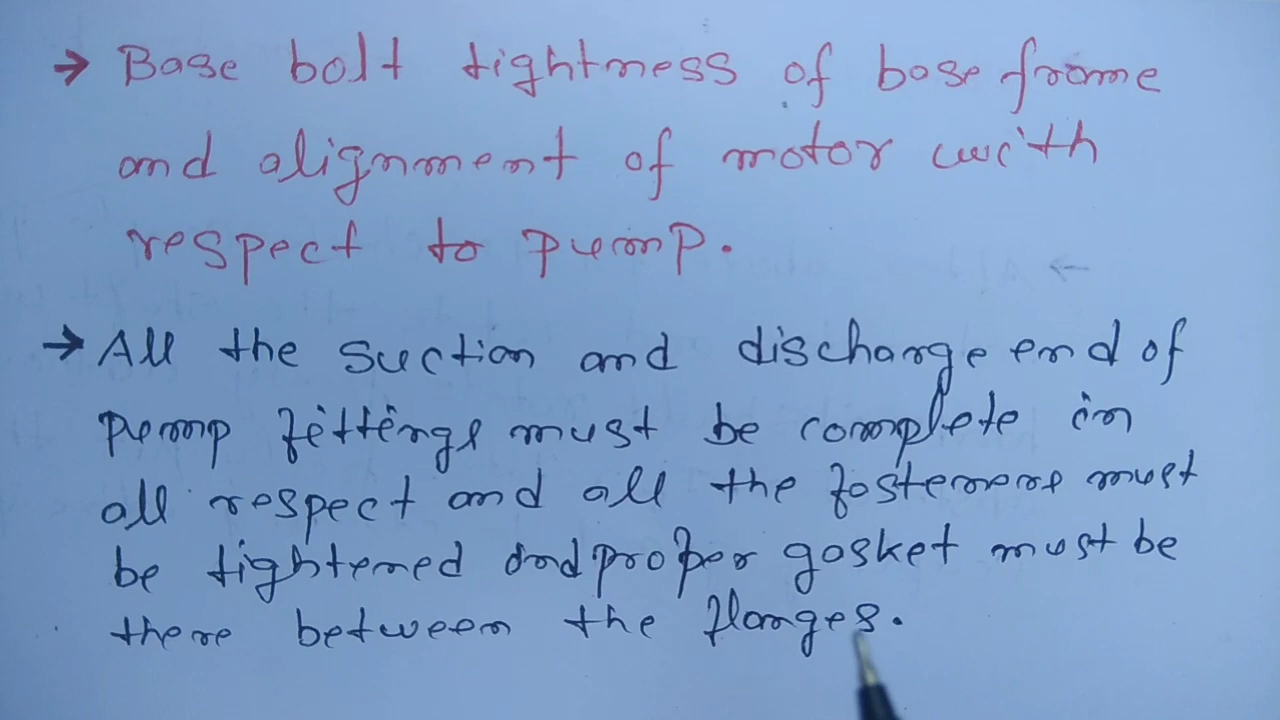 → Base bolt tightness of base frame
and alignment of motor with
respect to pump.
→ All the suction and discharge end of
pump fittings must be complete in
all respect and all the fasteners must
be tightened and proper gasket must be
there between the flanges.